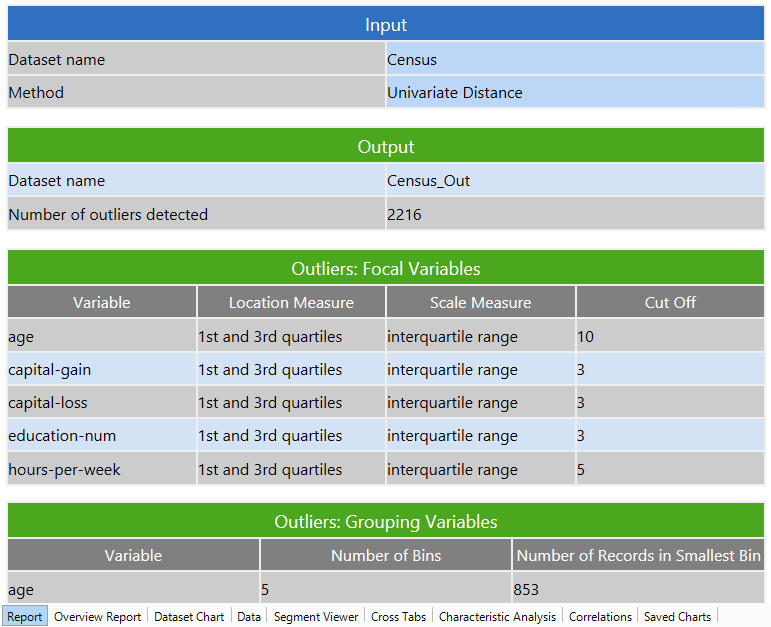 Input
Dataset name Census
Method Univariate Distance
Output
Dataset name Census_Out
Number of outliers detected 2216
Outliers: Focal Variables
Variable Location Measure Scale Measure Cut Off
age 1st and 3rd quartiles interquartile range 10
capital-gain 1st and 3rd quartiles interquartile range 3
capital-loss 1st and 3rd quartiles interquartile range 3
education-num 1st and 3rd quartiles interquartile range 3
hours-per-week 1st and 3rd quartiles interquartile range 5
Outliers: Grouping Variables
Variable Number of Bins Number of Records in Smallest Bin
age 5 853
Report Overview Report Dataset Chart Data Segment Viewer Cross Tabs Characteristic Analysis Correlations Saved Charts